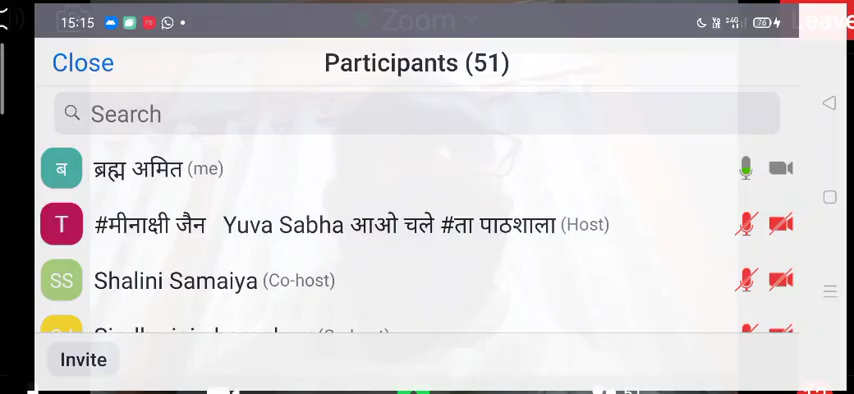 Zoom
15:15
76
Leave
Close
Participants (51)
Search
ब
ब्रह्म अमित (me)
T
#मीनाक्षी जैन Yuva Sabha आओ चले #ता पाठशाला (Host)
SS
Shalini Samaiya (Co-host)
Invite